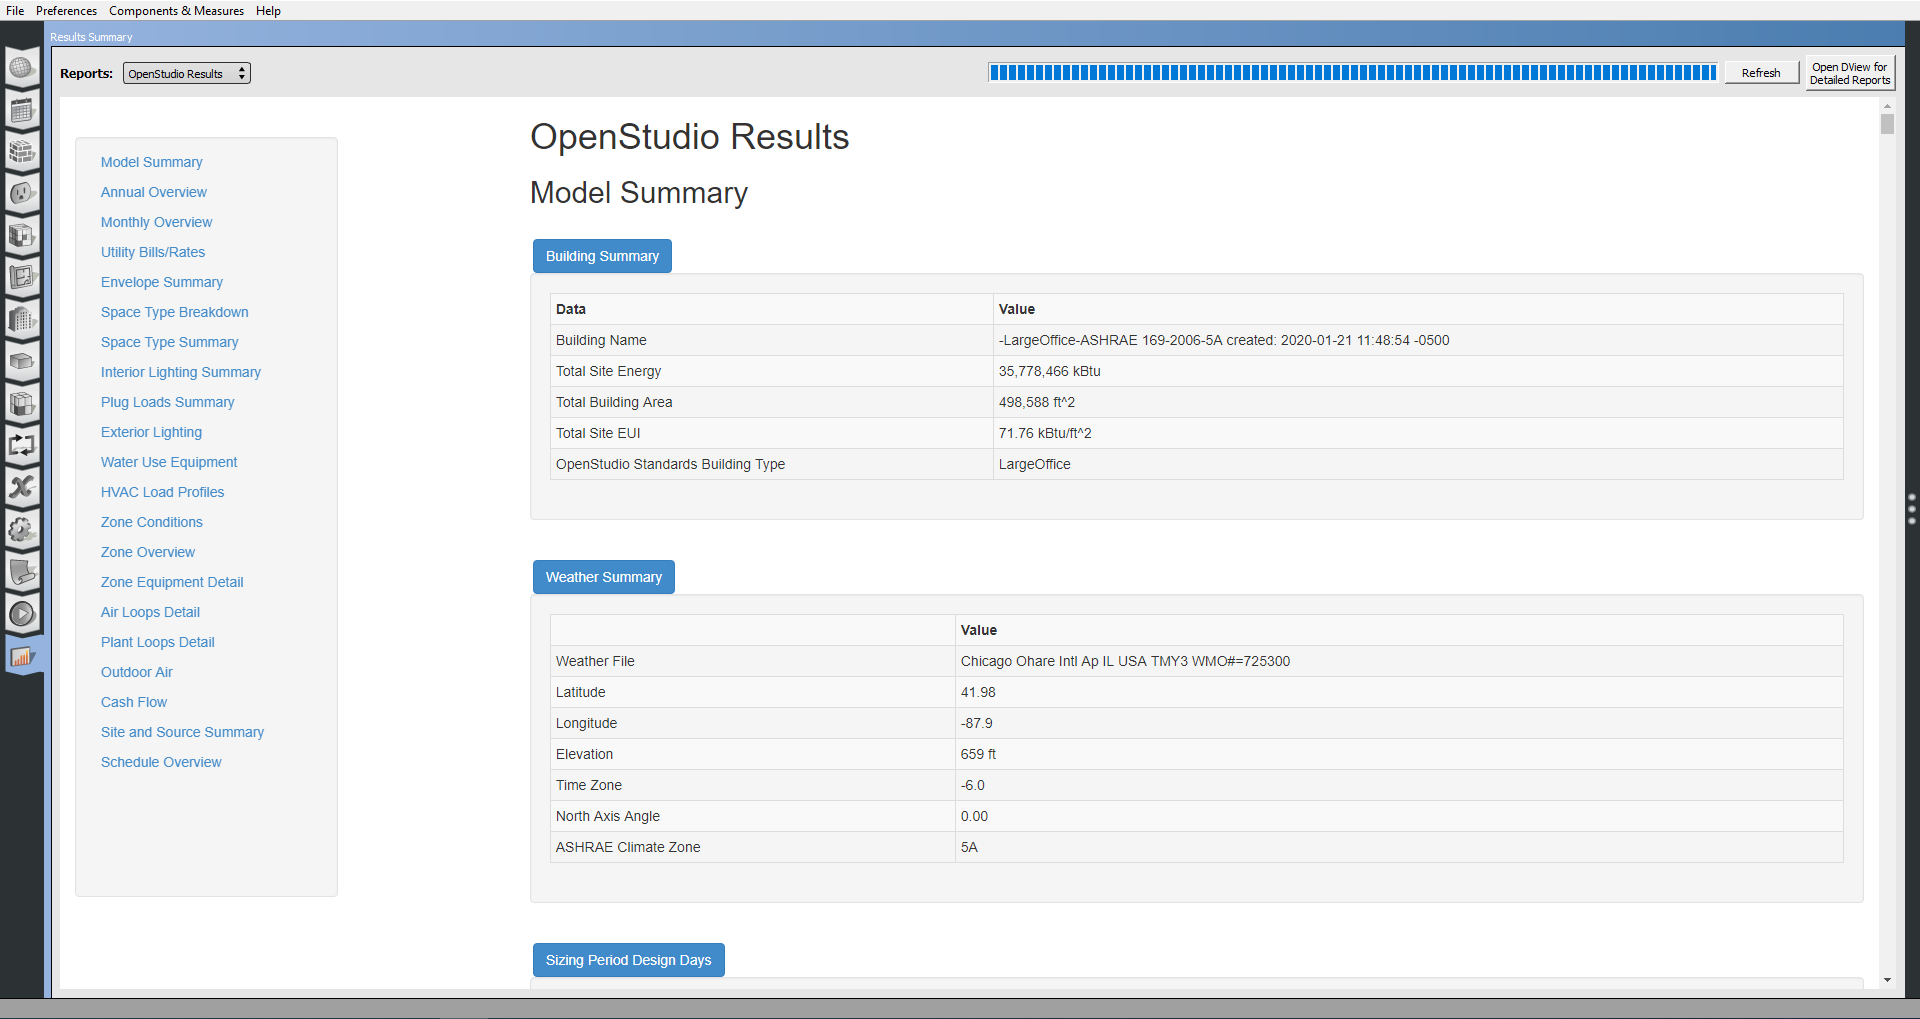 File Preferences Components & Measures Help
Results Summary
Reports: OpenStudio Results
Refresh
Open DView for
Detailed Reports
Model Summary
Annual Overview
Monthly Overview
Utility Bills/Rates
Envelope Summary
Space Type Breakdown
Space Type Summary
Interior Lighting Summary
Plug Loads Summary
Exterior Lighting
Water Use Equipment
HVAC Load Profiles
Zone Conditions
Zone Overview
Zone Equipment Detail
Air Loops Detail
Plant Loops Detail
Outdoor Air
Cash Flow
Site and Source Summary
Schedule Overview
OpenStudio Results
Model Summary
Building Summary
Data Value
Building Name -LargeOffice-ASHRAE 169-2006-5A created: 2020-01-21 11:48:54 -0500
Total Site Energy 35,778,466 kBtu
Total Building Area 498,588 ft^2
Total Site EUI 71.76 kBtu/ft^2
OpenStudio Standards Building Type LargeOffice
Weather Summary
Value
Weather File Chicago Ohare Intl Ap IL USA TMY3 WMO#=725300
Latitude 41.98
Longitude -87.9
Elevation 659 ft
Time Zone -6.0
North Axis Angle 0.00
ASHRAE Climate Zone 5A
Sizing Period Design Days